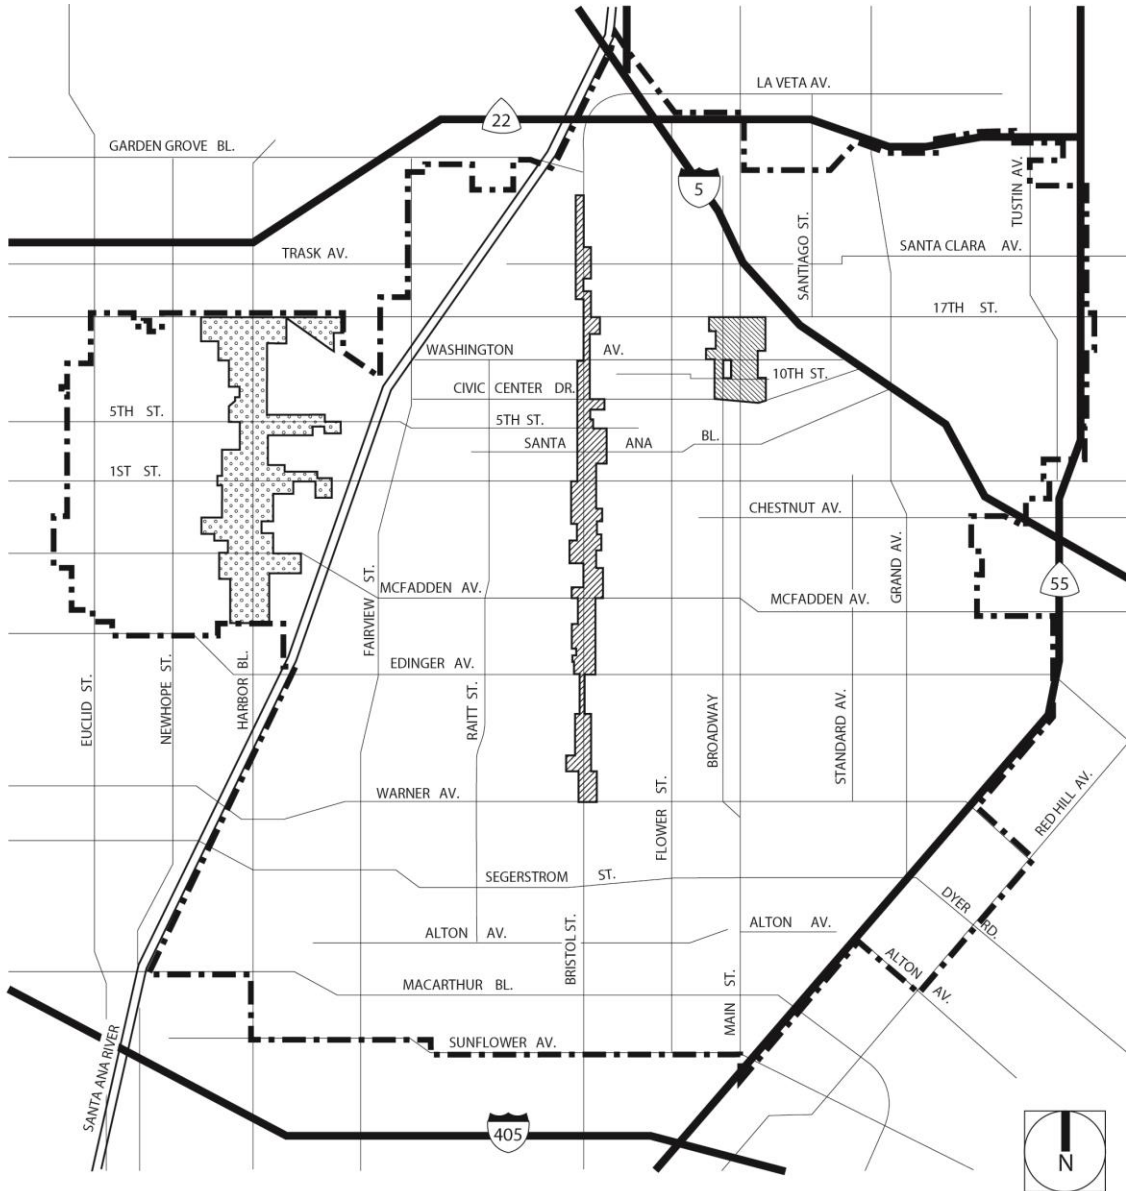 LA VETA AV.
22
GARDEN GROVE BL.
5
TUSTIN AV.
SANTIAGO ST.
SANTA CLARA AV.
TRASK AV.
17TH ST.
WASHINGTON AV.
10TH ST.
CIVIC CENTER DR.
5TH ST.
5TH ST.
SANTA ANA BL.
1ST ST.
CHESTNUT AV.
GRAND AV.
FAIRVIEW ST.
MCFADDEN AV.
MCFADDEN AV.
55
EDINGER AV.
EUCLID ST.
NEWHOPE ST.
HARBOR BL.
RAITT ST.
BROADWAY
STANDARD AV.
WARNER AV.
FLOWER ST.
RED HILL AV.
SEGERSTROM ST.
DYER RD.
ALTON AV.
BRISTOL ST.
ALTON AV.
ALTON AV.
MACARTHUR BL.
MAIN ST.
SUNFLOWER AV.
SANTA ANA RIVER
405
N